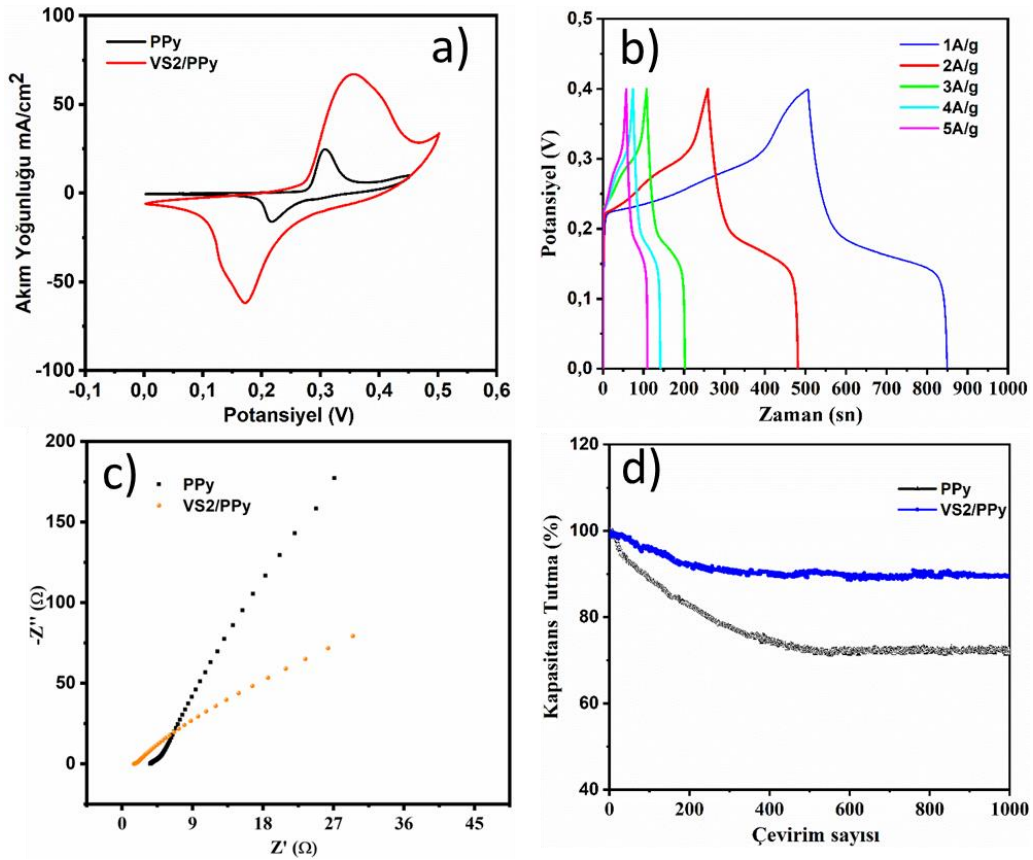 a)
PPy
VS2/PPy
Akım Yoğunluğu mA/cm²
100
50
0
-50
-100
-0,1
0,0
0,1
0,2
0,3
0,4
0,5
0,6
Potansiyel (V)
b)
1A/g
2A/g
3A/g
4A/g
5A/g
Potansiyel (V)
0,5
0,4
0,3
0,2
0,1
0,0
0 100 200 300 400 500 600 700 800 900 1000
Zaman (sn)
c)
PPy
VS2/PPy
-Z'' (Ω)
200
150
100
50
0
0 9 18 27 36 45
Z' (Ω)
d)
PPy
VS2/PPy
Kapasitans Tutma (%)
120
100
80
60
40
0 200 400 600 800 1000
Çevirim sayısı